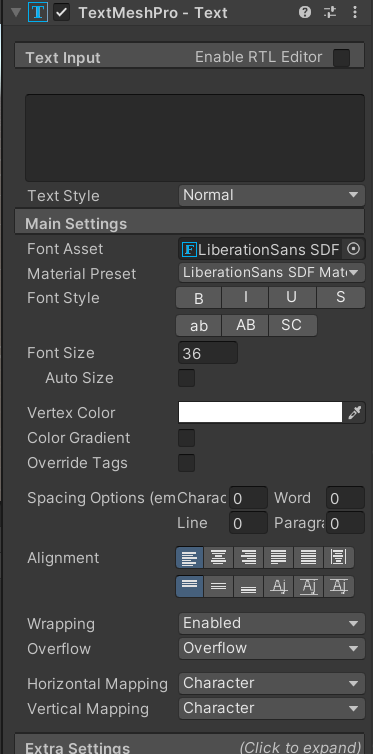 TextMeshPro - Text
Text Input Enable RTL Editor
Text Style Normal
Main Settings
Font Asset LiberationSans SDF
Material Preset LiberationSans SDF Mat
Font Style B I U S
ab AB SC
Font Size 36
Auto Size
Vertex Color
Color Gradient
Override Tags
Spacing Options (em Charac 0 Word 0
Line 0 Paragra 0
Alignment
Wrapping Enabled
Overflow Overflow
Horizontal Mapping Character
Vertical Mapping Character
Extra Settings (Click to expand)